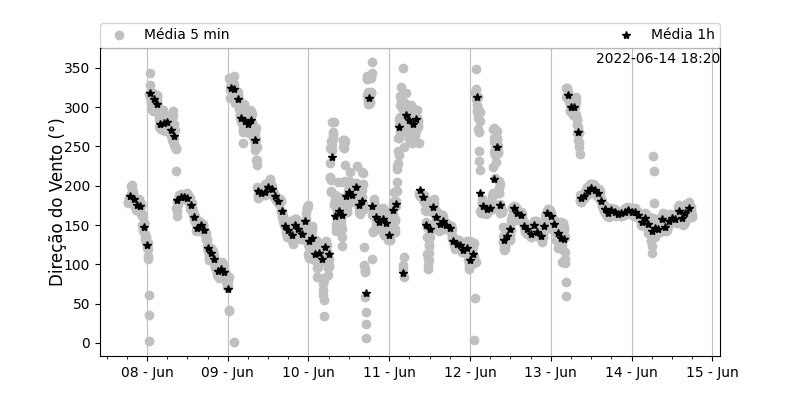 Média 5 min
Média 1h
2022-06-14 18:20
Direção do Vento (°)
350
300
250
200
150
100
50
0
08 - Jun
09 - Jun
10 - Jun
11 - Jun
12 - Jun
13 - Jun
14 - Jun
15 - Jun